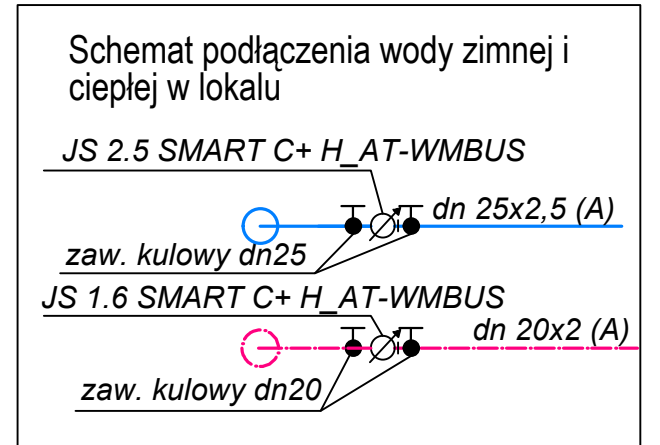 Schemat podłączenia wody zimnej i
ciepłej w lokalu
JS 2.5 SMART C+ H_AT-WMBUS
dn 25x2,5 (A)
zaw. kulowy dn25
JS 1.6 SMART C+ H_AT-WMBUS
dn 20x2 (A)
zaw. kulowy dn20